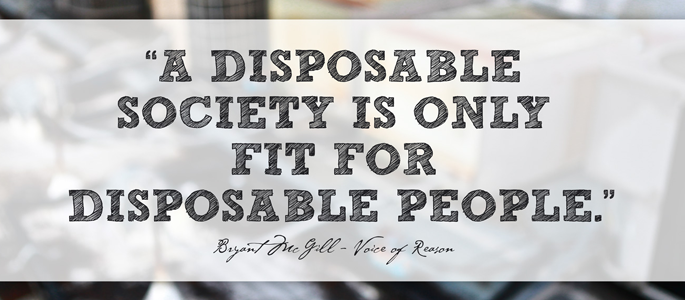 “A DISPOSABLE
SOCIETY IS ONLY
FIT FOR
DISPOSABLE PEOPLE.”
Bryant McGill - Voice of Reason